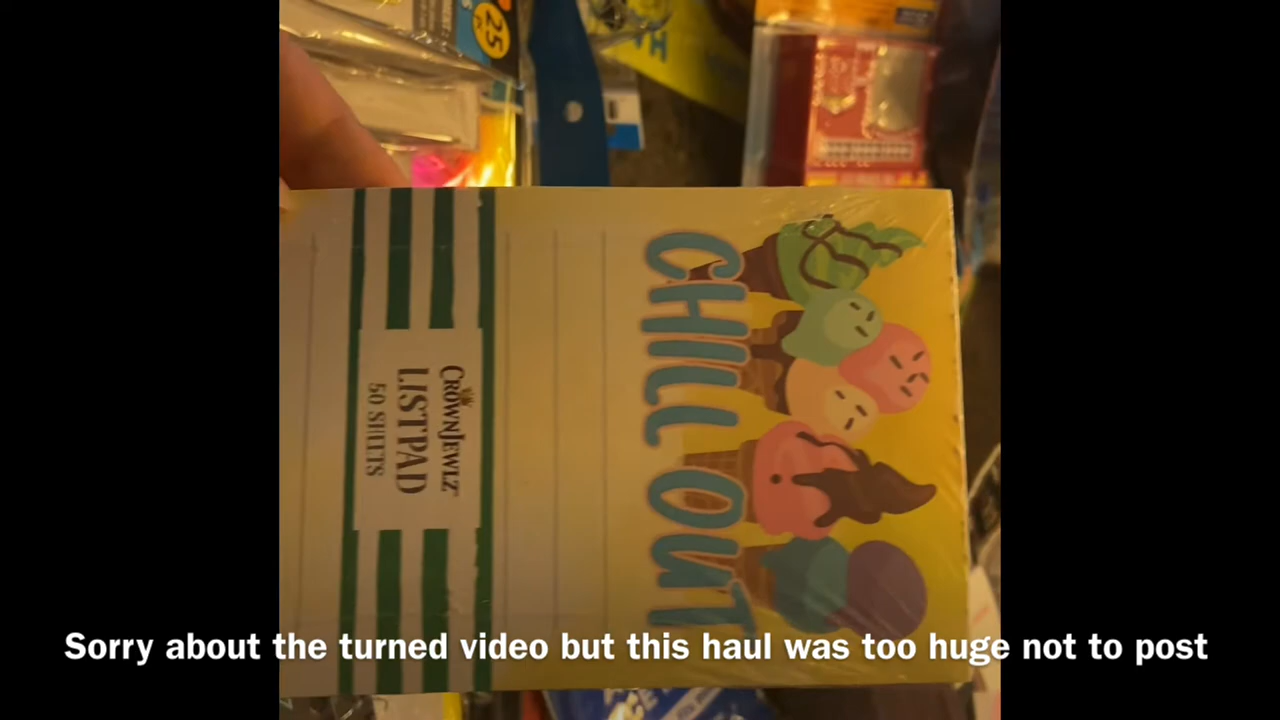 25
CHILL OUT
CROWNJEWLZ
LISTPAD
50 SHEETS
Sorry about the turned video but this haul was too huge not to post